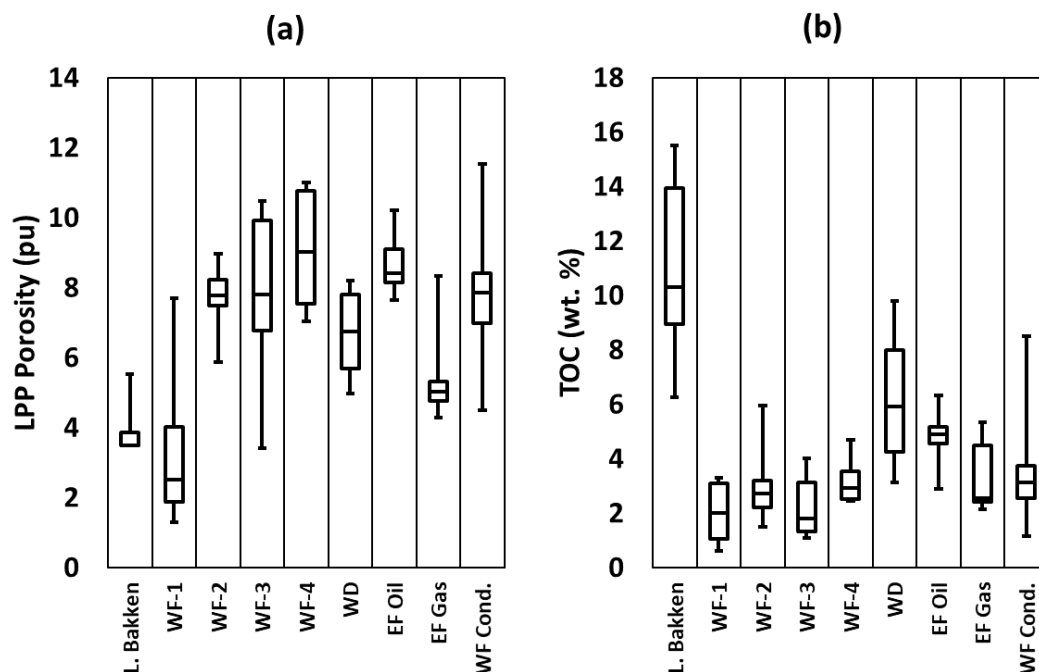 (a)
LPP Porosity (pu)
14
12
10
8
6
4
2
0
L. Bakken
WF-1
WF-2
WF-3
WF-4
WD
EF Oil
EF Gas
WF Cond.
(b)
TOC (wt. %)
18
16
14
12
10
8
6
4
2
0
L. Bakken
WF-1
WF-2
WF-3
WF-4
WD
EF Oil
EF Gas
WF Cond.